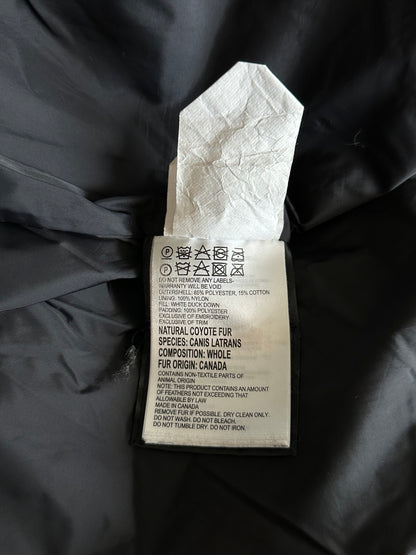 P
P
DO NOT REMOVE ANY LABELS-
WARRANTY WILL BE VOID
OUTERSHELL: 85% POLYESTER, 15% COTTON
LINING: 100% NYLON
FILL: WHITE DUCK DOWN
PADDING: 100% POLYESTER
EXCLUSIVE OF EMBROIDERY
EXCLUSIVE OF TRIM
NATURAL COYOTE FUR
SPECIES: CANIS LATRANS
COMPOSITION: WHOLE
FUR ORIGIN: CANADA
CONTAINS NON-TEXTILE PARTS OF
ANIMAL ORIGIN
NOTE: THIS PRODUCT CONTAINS AN AMOUNT
OF FEATHERS NOT EXCEEDING THAT
ALLOWABLE BY LAW
MADE IN CANADA
REMOVE FUR IF POSSIBLE. DRY CLEAN ONLY.
DO NOT WASH. DO NOT BLEACH.
DO NOT TUMBLE DRY. DO NOT IRON.